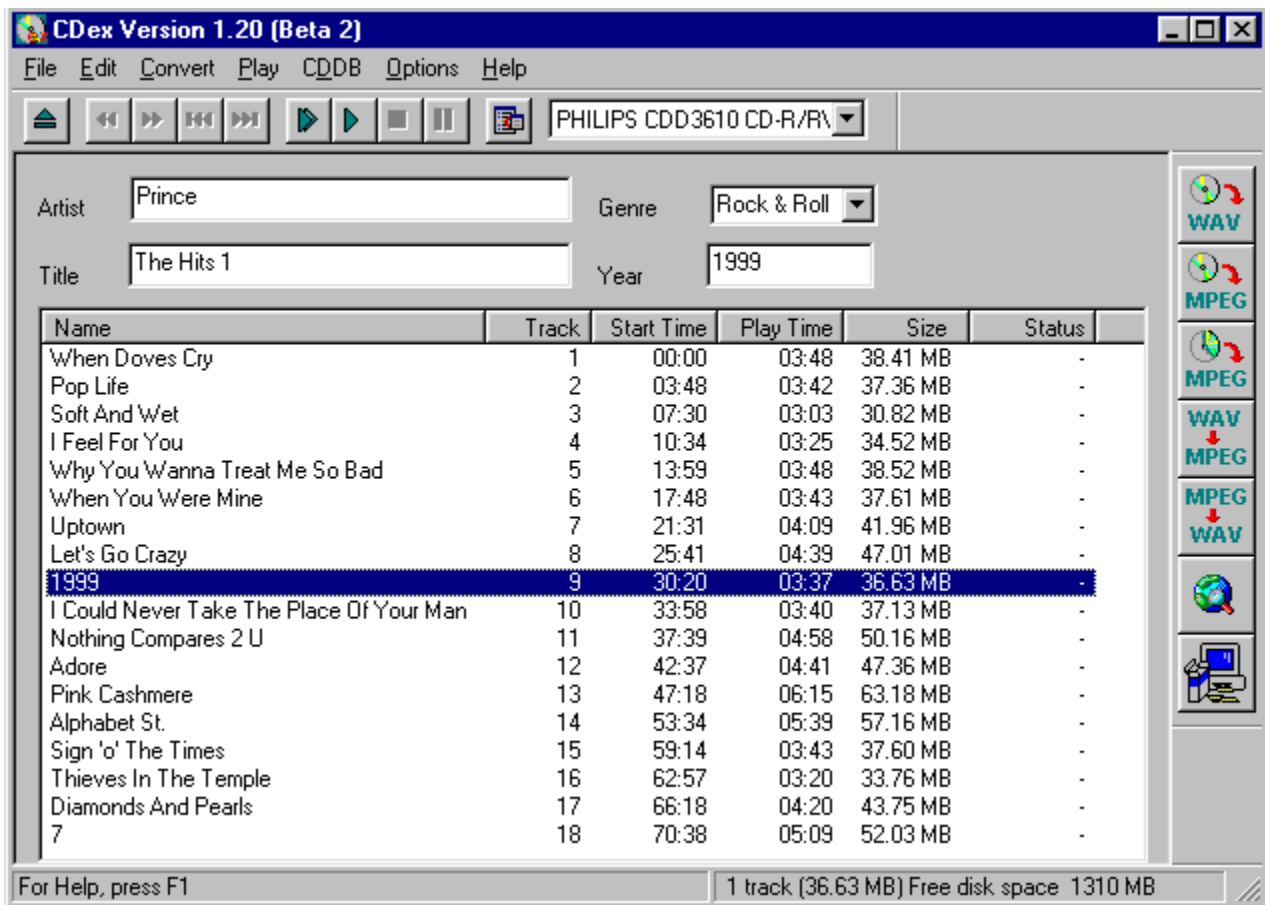 CDex Version 1.20 (Beta 2)
File Edit Convert Play CDDB Options Help
PHILIPS CDD3610 CD-R/R\
Artist Prince Genre Rock & Roll
Title The Hits 1 Year 1999
Name Track Start Time Play Time Size Status
When Doves Cry 1 00:00 03:48 38.41 MB -
Pop Life 2 03:48 03:42 37.36 MB -
Soft And Wet 3 07:30 03:03 30.82 MB -
I Feel For You 4 10:34 03:25 34.52 MB -
Why You Wanna Treat Me So Bad 5 13:59 03:48 38.52 MB -
When You Were Mine 6 17:48 03:43 37.61 MB -
Uptown 7 21:31 04:09 41.96 MB -
Let's Go Crazy 8 25:41 04:39 47.01 MB -
1999 9 30:20 03:37 36.63 MB -
I Could Never Take The Place Of Your Man 10 33:58 03:40 37.13 MB -
Nothing Compares 2 U 11 37:39 04:58 50.16 MB -
Adore 12 42:37 04:41 47.36 MB -
Pink Cashmere 13 47:18 06:15 63.18 MB -
Alphabet St. 14 53:34 05:39 57.16 MB -
Sign 'o' The Times 15 59:14 03:43 37.60 MB -
Thieves In The Temple 16 62:57 03:20 33.76 MB -
Diamonds And Pearls 17 66:18 04:20 43.75 MB -
7 18 70:38 05:09 52.03 MB -
WAV
MPEG
MPEG
WAV
MPEG
MPEG
WAV
For Help, press F1 1 track (36.63 MB) Free disk space 1310 MB